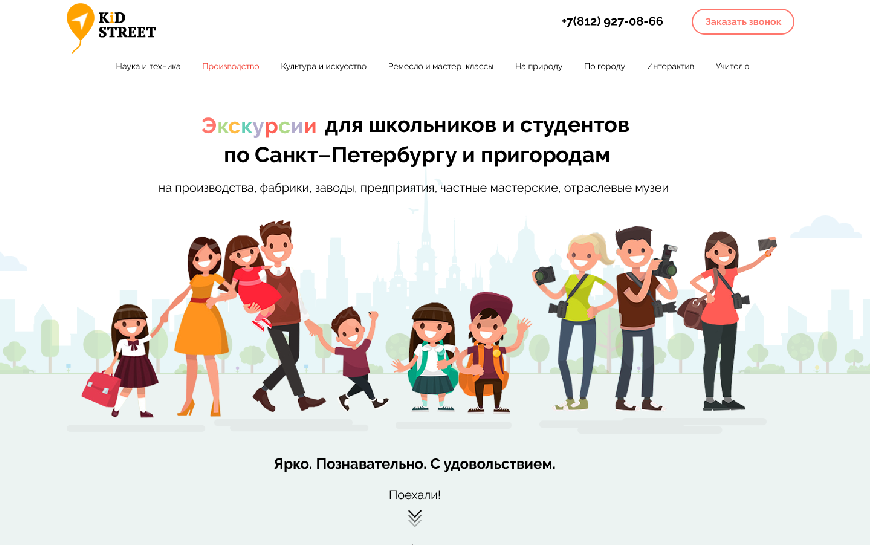 KiD
STREET
+7(812) 927-08-66
Заказать звонок
Наука и техника Производство Культура и искусство Ремесло и мастер-классы На природу По городу Интерактив Учителю
Экскурсии для школьников и студентов
по Санкт-Петербургу и пригородам
на производства, фабрики, заводы, предприятия, частные мастерские, отраслевые музеи
Ярко. Познавательно. С удовольствием.
Поехали!